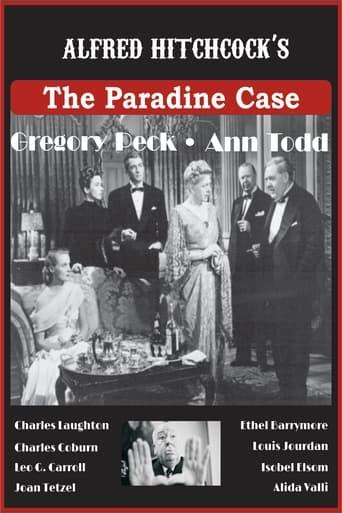 ALFRED HITCHCOCK'S
The Paradine Case
Gregory Peck • Ann Todd
Charles Laughton
Charles Coburn
Leo G. Carroll
Joan Tetzel
Ethel Barrymore
Louis Jourdan
Isobel Elsom
Alida Valli